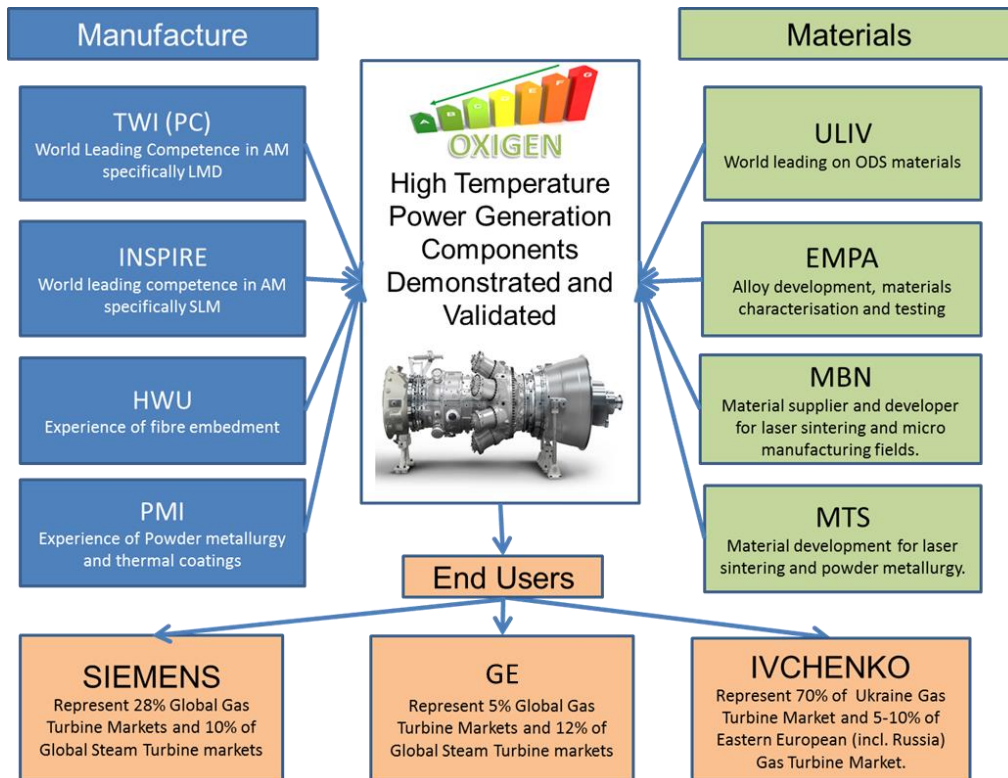 Manufacture
Materials
TWI (PC)
World Leading Competence in AM
specifically LMD
INSPIRE
World leading competence in AM
specifically SLM
HWU
Experience of fibre embedment
PMI
Experience of Powder metallurgy
and thermal coatings
A B C D E F G
OXIGEN
High Temperature
Power Generation
Components
Demonstrated and
Validated
ULIV
World leading on ODS materials
EMPA
Alloy development, materials
characterisation and testing
MBN
Material supplier and developer
for laser sintering and micro
manufacturing fields.
MTS
Material development for laser
sintering and powder metallurgy.
End Users
SIEMENS
Represent 28% Global Gas
Turbine Markets and 10% of
Global Steam Turbine markets
GE
Represent 5% Global Gas
Turbine Markets and 12% of
Global Steam Turbine markets
IVCHENKO
Represent 70% of Ukraine Gas
Turbine Market and 5-10% of
Eastern European (incl. Russia)
Gas Turbine Market.